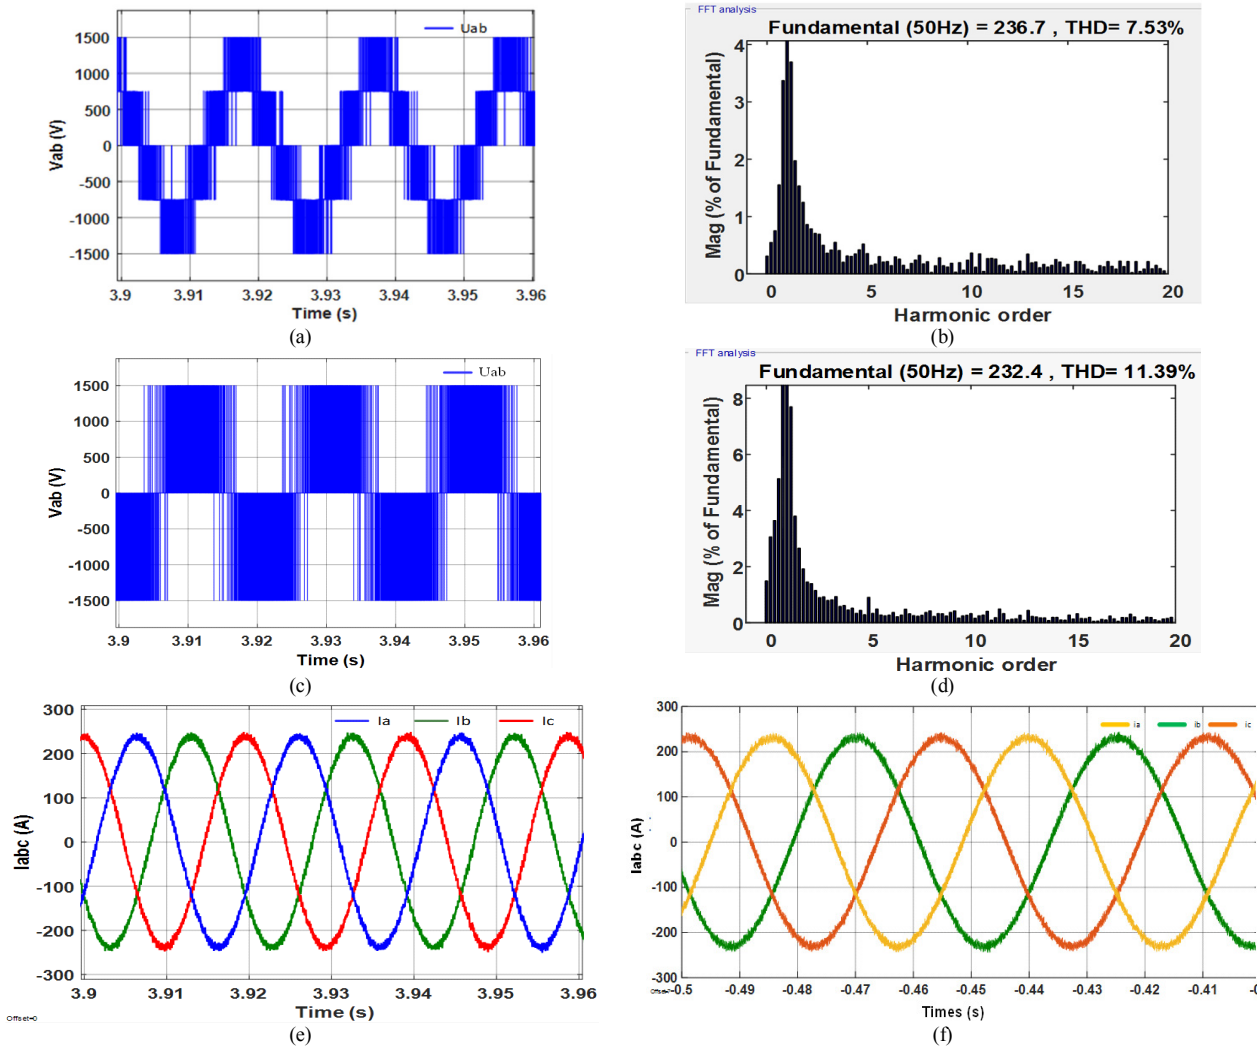 Uab
1500
1000
500
0
-500
-1000
-1500
Vab (V)
3.9 3.91 3.92 3.93 3.94 3.95 3.96
Time (s)
(a)
FFT analysis
Fundamental (50Hz) = 236.7 , THD= 7.53%
4
3
2
1
0
Mag (% of Fundamental)
0 5 10 15 20
Harmonic order
(b)
Uab
1500
1000
500
0
-500
-1000
-1500
Vab (V)
3.9 3.91 3.92 3.93 3.94 3.95 3.96
Time (s)
(c)
FFT analysis
Fundamental (50Hz) = 232.4 , THD= 11.39%
8
6
4
2
0
Mag (% of Fundamental)
0 5 10 15 20
Harmonic order
(d)
Ia Ib Ic
300
200
100
0
-100
-200
-300
Iabc (A)
3.9 3.91 3.92 3.93 3.94 3.95 3.96
Time (s)
Offset=0
(e)
ia ib ic
300
200
100
0
-100
-200
-300
Iabc (A)
-0.5 -0.49 -0.48 -0.47 -0.46 -0.45 -0.44 -0.43 -0.42 -0.41
Times (s)
(f)